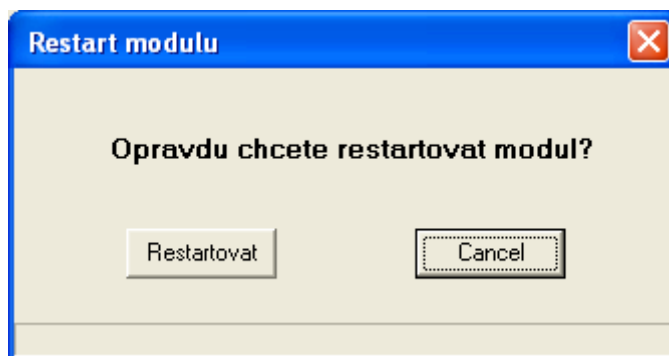 Restart modulu
Opravdu chcete restartovat modul?
Restartovat
Cancel